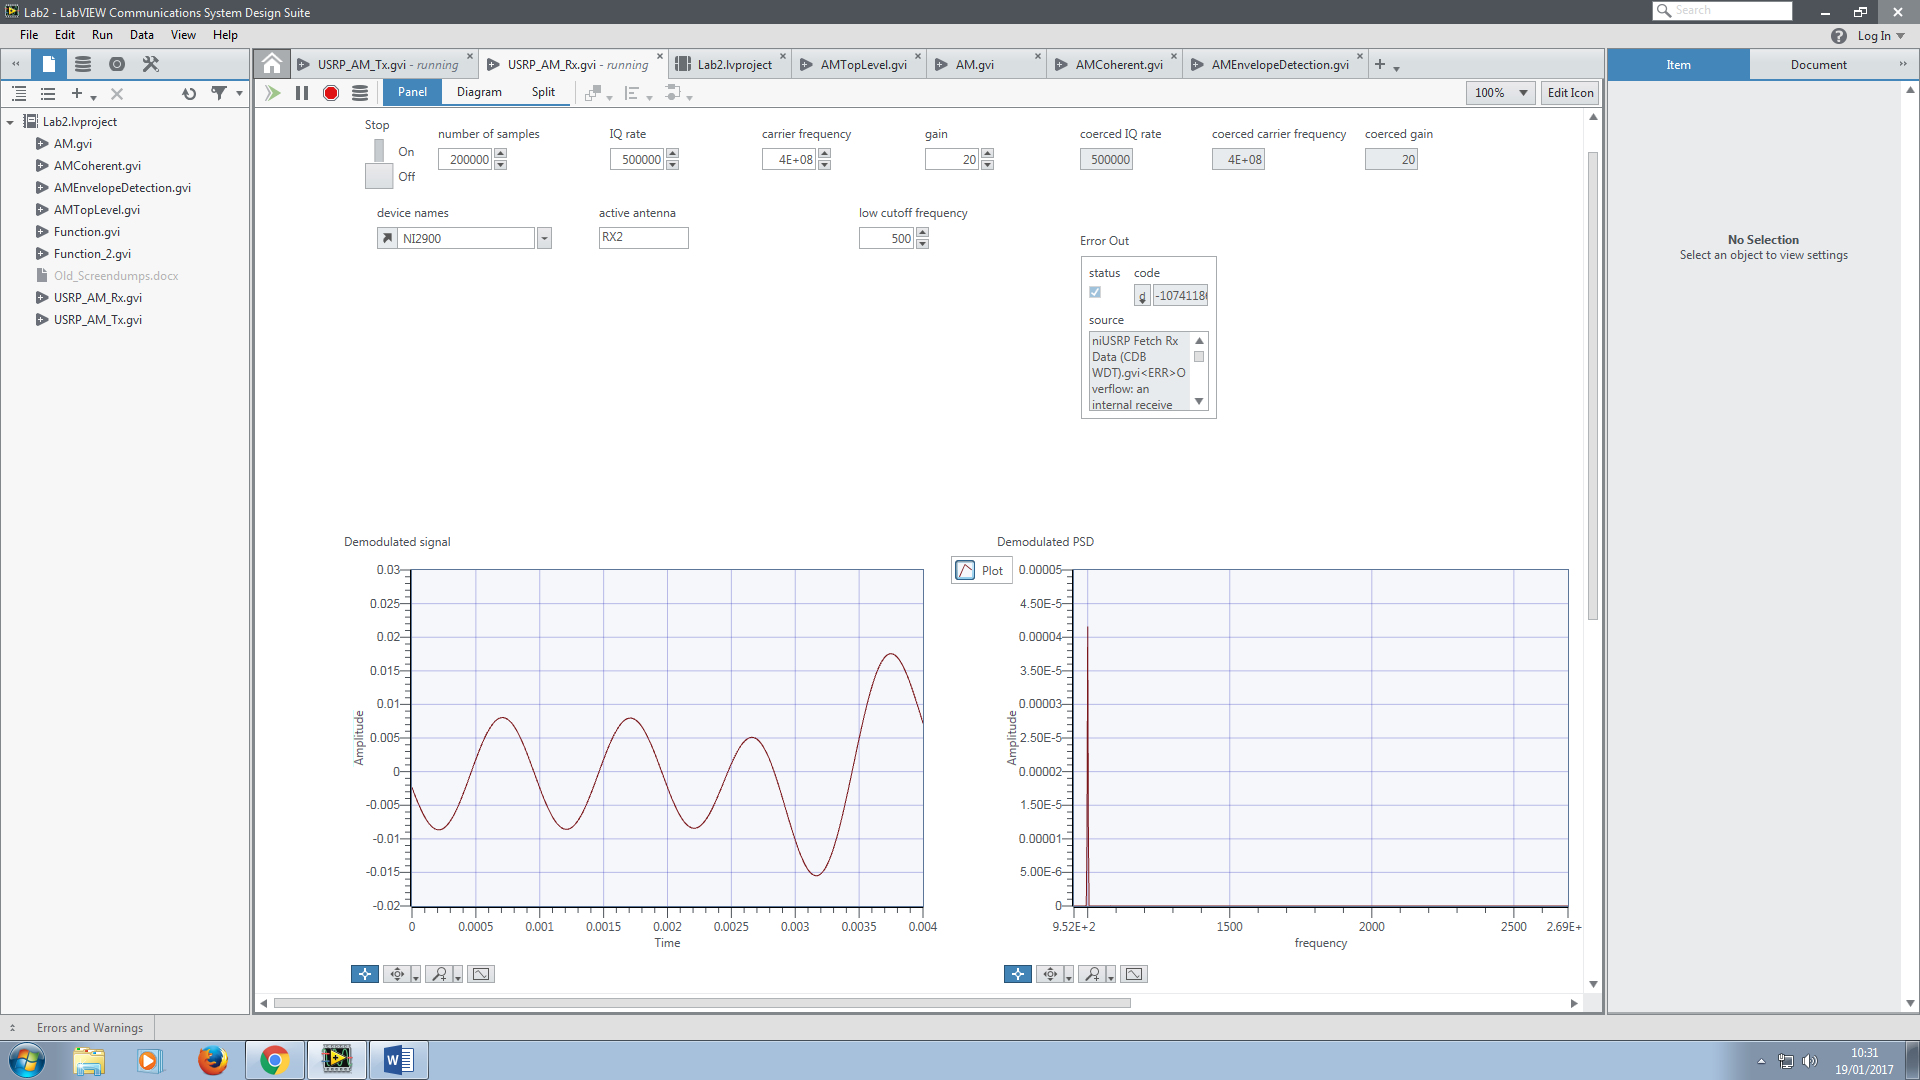 Lab2 - LabVIEW Communications System Design Suite
Search
File Edit Run Data View Help
Log In
USRP_AM_Tx.gvi - running
USRP_AM_Rx.gvi - running
Lab2.lvproject
AMTopLevel.gvi
AM.gvi
AMCoherent.gvi
AMEnvelopeDetection.gvi
Item
Document
Panel
Diagram
Split
100%
Edit Icon
Lab2.lvproject
AM.gvi
AMCoherent.gvi
AMEnvelopeDetection.gvi
AMTopLevel.gvi
Function.gvi
Function_2.gvi
Old_Screendumps.docx
USRP_AM_Rx.gvi
USRP_AM_Tx.gvi
Stop
On
Off
number of samples
200000
IQ rate
500000
carrier frequency
4E+08
gain
20
coerced IQ rate
500000
coerced carrier frequency
4E+08
coerced gain
20
device names
NI2900
active antenna
RX2
low cutoff frequency
500
Error Out
status code
d -10741186
source
niUSRP Fetch Rx
Data (CDB
WDT).gvi<ERR>O
verflow: an
internal receive
No Selection
Select an object to view settings
Demodulated signal
0.03
0.025
0.02
0.015
0.01
0.005
0
-0.005
-0.01
-0.015
-0.02
Amplitude
0 0.0005 0.001 0.0015 0.002 0.0025 0.003 0.0035 0.004
Time
Demodulated PSD
Plot
0.00005
4.50E-5
0.00004
3.50E-5
0.00003
2.50E-5
0.00002
1.50E-5
0.00001
5.00E-6
0
Amplitude
9.52E+2 1500 2000 2500 2.69E+
frequency
Errors and Warnings
10:31
19/01/2017